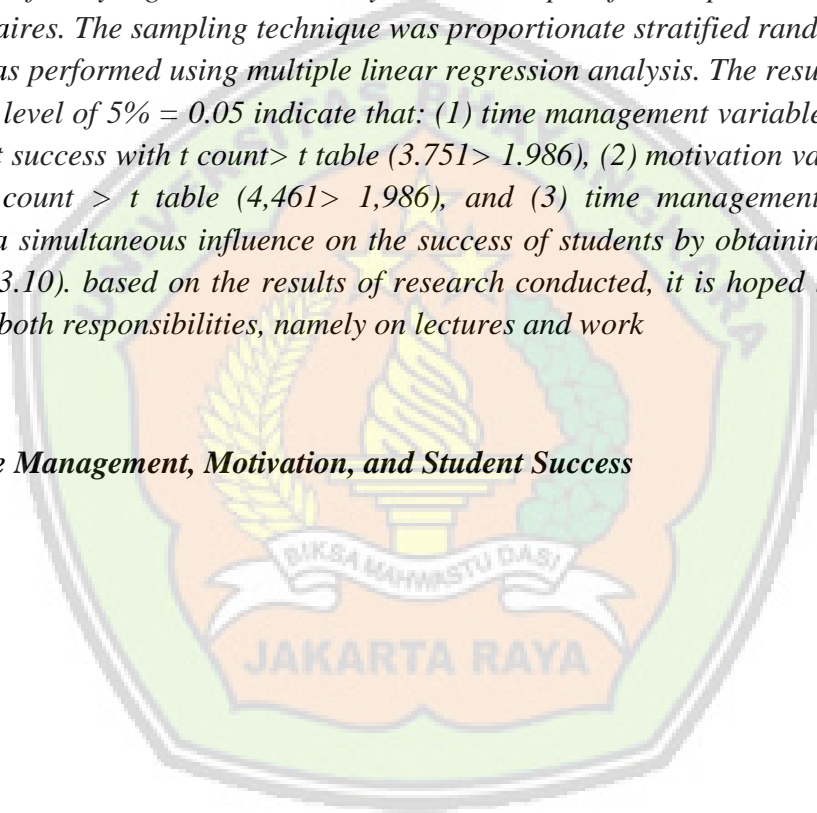 aires. The sampling technique was proportionate stratified rand
as performed using multiple linear regression analysis. The resu
level of 5% = 0.05 indicate that: (1) time management variable
t success with t count> t table (3.751> 1.986), (2) motivation va
count > t table (4,461> 1,986), and (3) time management
a simultaneous influence on the success of students by obtainin
3.10). based on the results of research conducted, it is hoped
both responsibilities, namely on lectures and work
e Management, Motivation, and Student Success
UNIVERSITAS BHAYANGKARA
BIKSA MAHWASTU DASI
JAKARTA RAYA